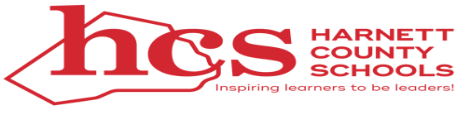 hcs
HARNETT
COUNTY
SCHOOLS
Inspiring learners to be leaders!